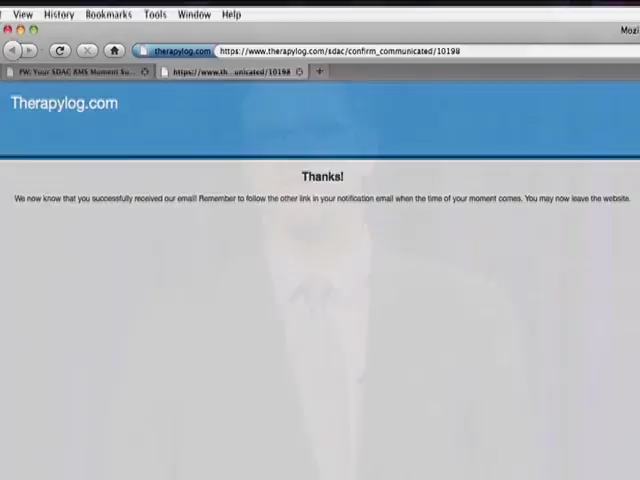 View History Bookmarks Tools Window Help
Mozi
therapylog.com https://www.therapylog.com/sdac/confirm_communicated/10198
FW: Your SDAC RMS Moment Su... https://www.th...unicated/10198
Therapylog.com
Thanks!
We now know that you successfully received our email! Remember to follow the other link in your notification email when the time of your moment comes. You may now leave the website.